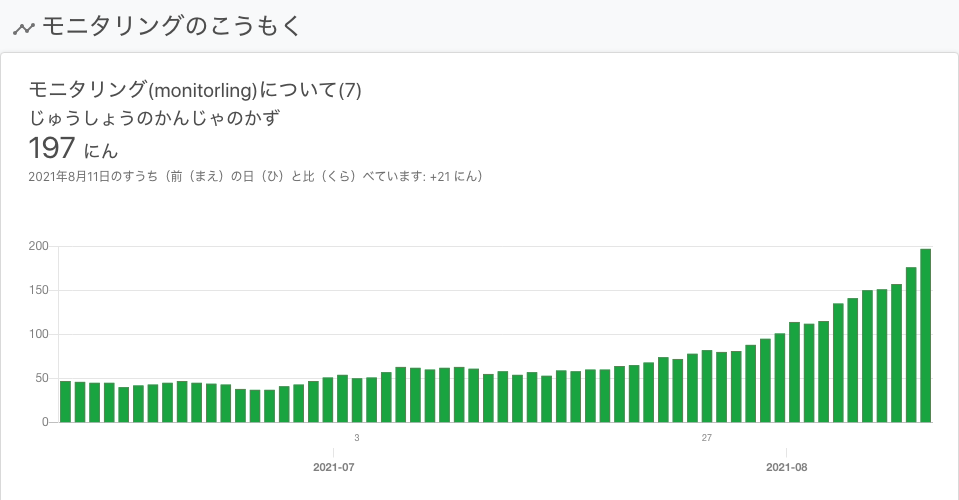 モニタリングのこうもく
モニタリング(monitorling)について(7)
じゅうしょうのかんじゃのかず
197 にん
2021年8月11日のすうち（前（まえ）の日（ひ）と比（くら）べています: +21 にん）
200
150
100
50
0
3 27
2021-07 2021-08